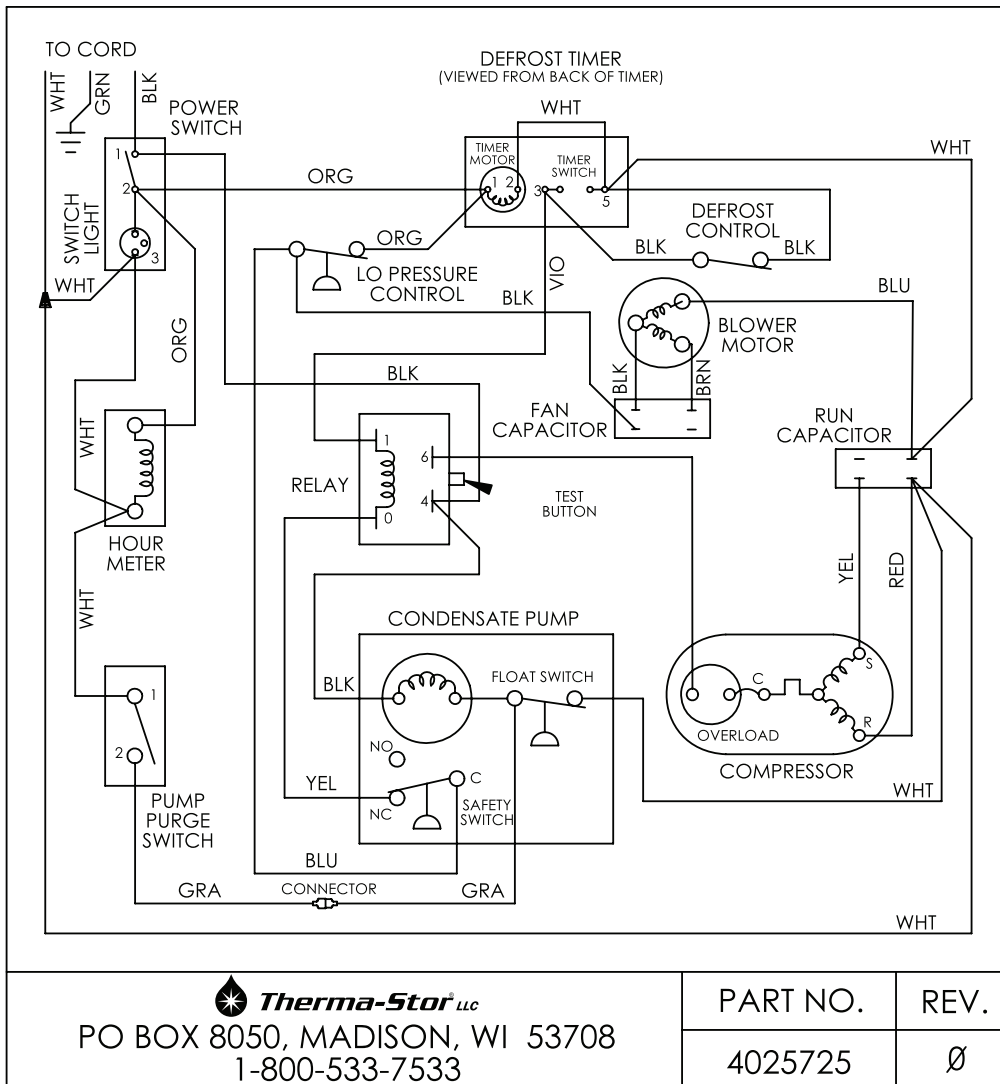 TO CORD
WHT
GRN
BLK
POWER
SWITCH
DEFROST TIMER
(VIEWED FROM BACK OF TIMER)
WHT
WHT
TIMER
MOTOR
TIMER
SWITCH
1
2
3
ORG
1 2
3
5
SWITCH
LIGHT
WHT
ORG
LO PRESSURE
CONTROL
BLK
VIO
DEFROST
CONTROL
BLK
BLK
BLU
BLOWER
MOTOR
BLK
BRN
FAN
CAPACITOR
RUN
CAPACITOR
ORG
BLK
WHT
HOUR
METER
RELAY
1
6
4
0
TEST
BUTTON
YEL
RED
WHT
CONDENSATE PUMP
BLK
FLOAT SWITCH
NO
C
NC
SAFETY
SWITCH
YEL
C
S
R
OVERLOAD
COMPRESSOR
WHT
1
2
PUMP
PURGE
SWITCH
BLU
GRA
CONNECTOR
GRA
WHT
Therma-Stor® LLC
PO BOX 8050, MADISON, WI 53708
1-800-533-7533
PART NO.
4025725
REV.
Ø